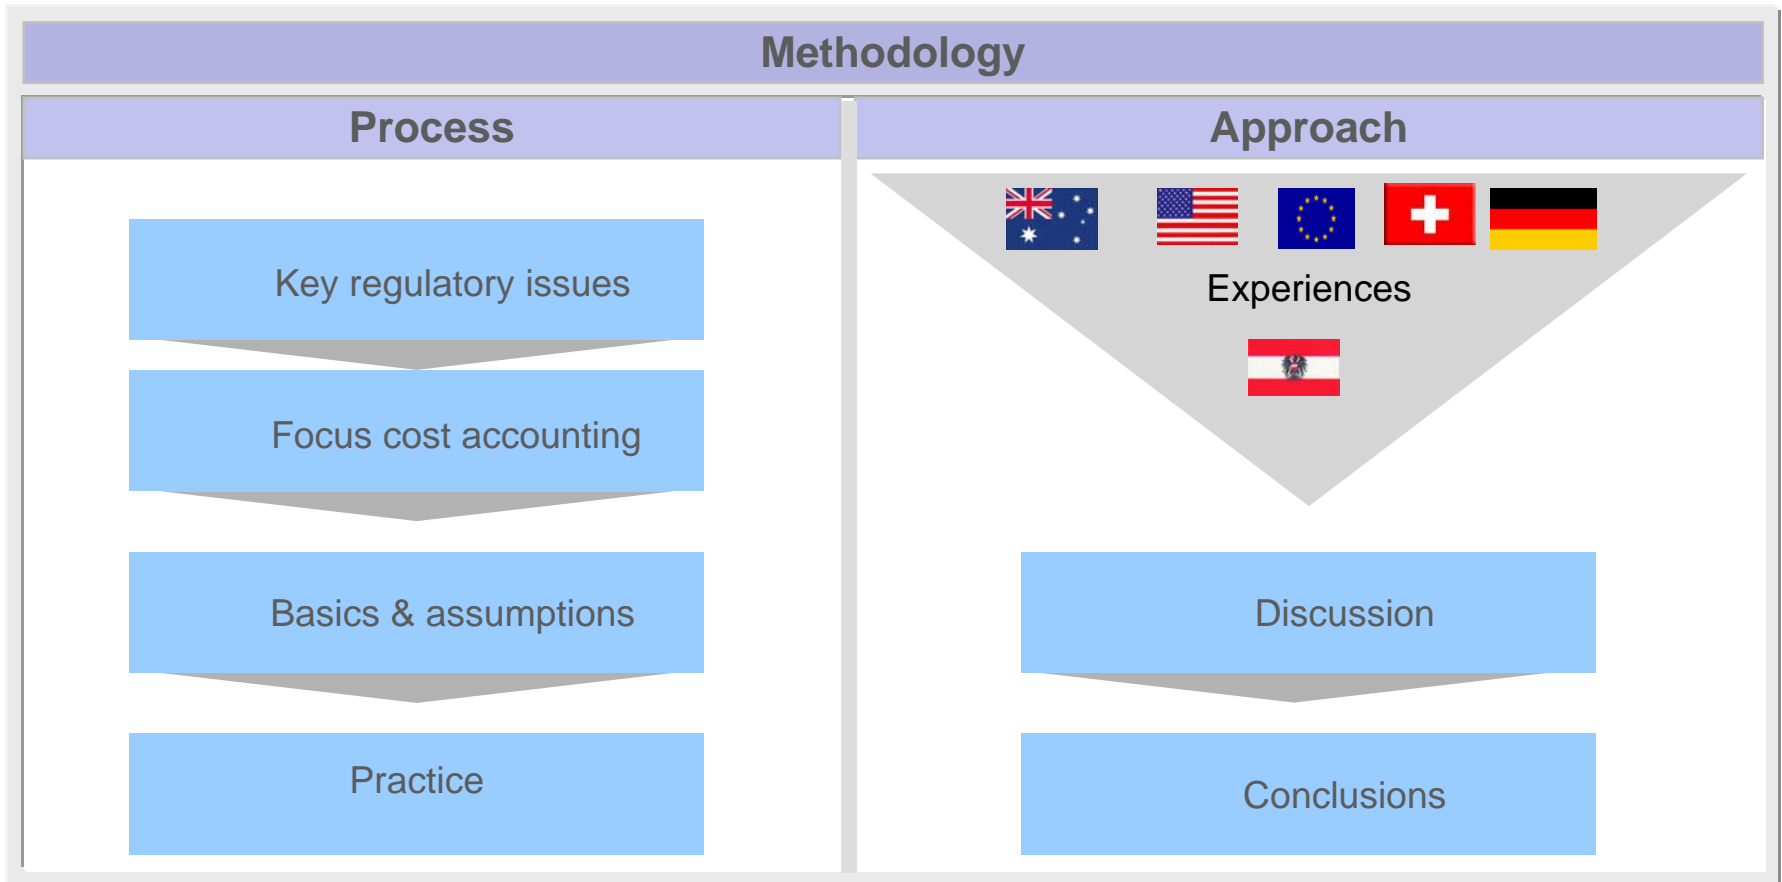 Methodology
Process
Key regulatory issues
Focus cost accounting
Basics & assumptions
Practice
Approach
Experiences
Discussion
Conclusions